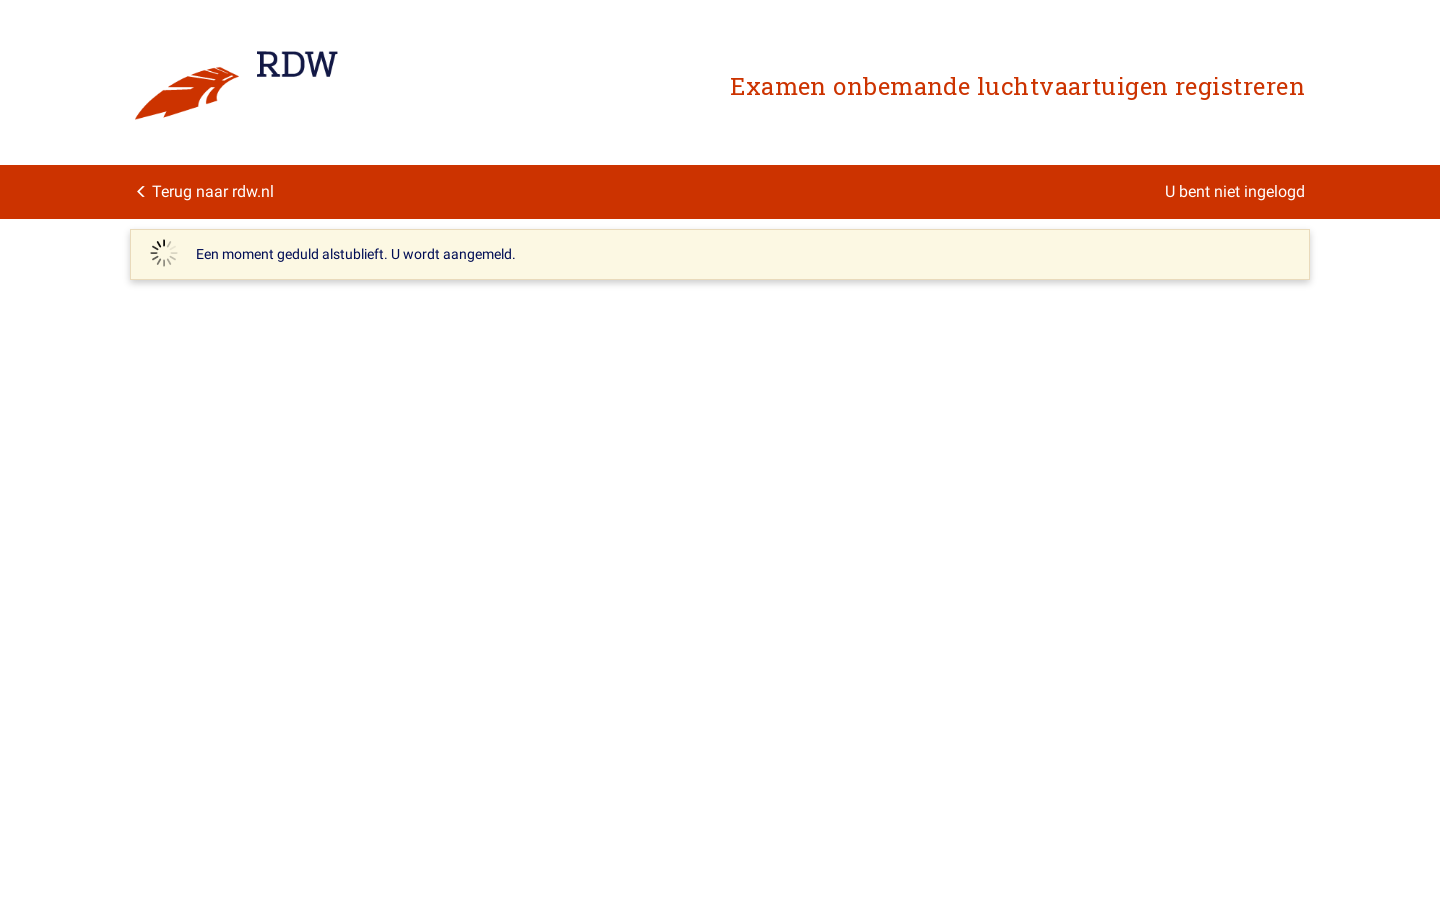 RDW
Examen onbemande luchtvaartuigen registreren
Terug naar rdw.nl
U bent niet ingelogd
Een moment geduld alstublieft. U wordt aangemeld.